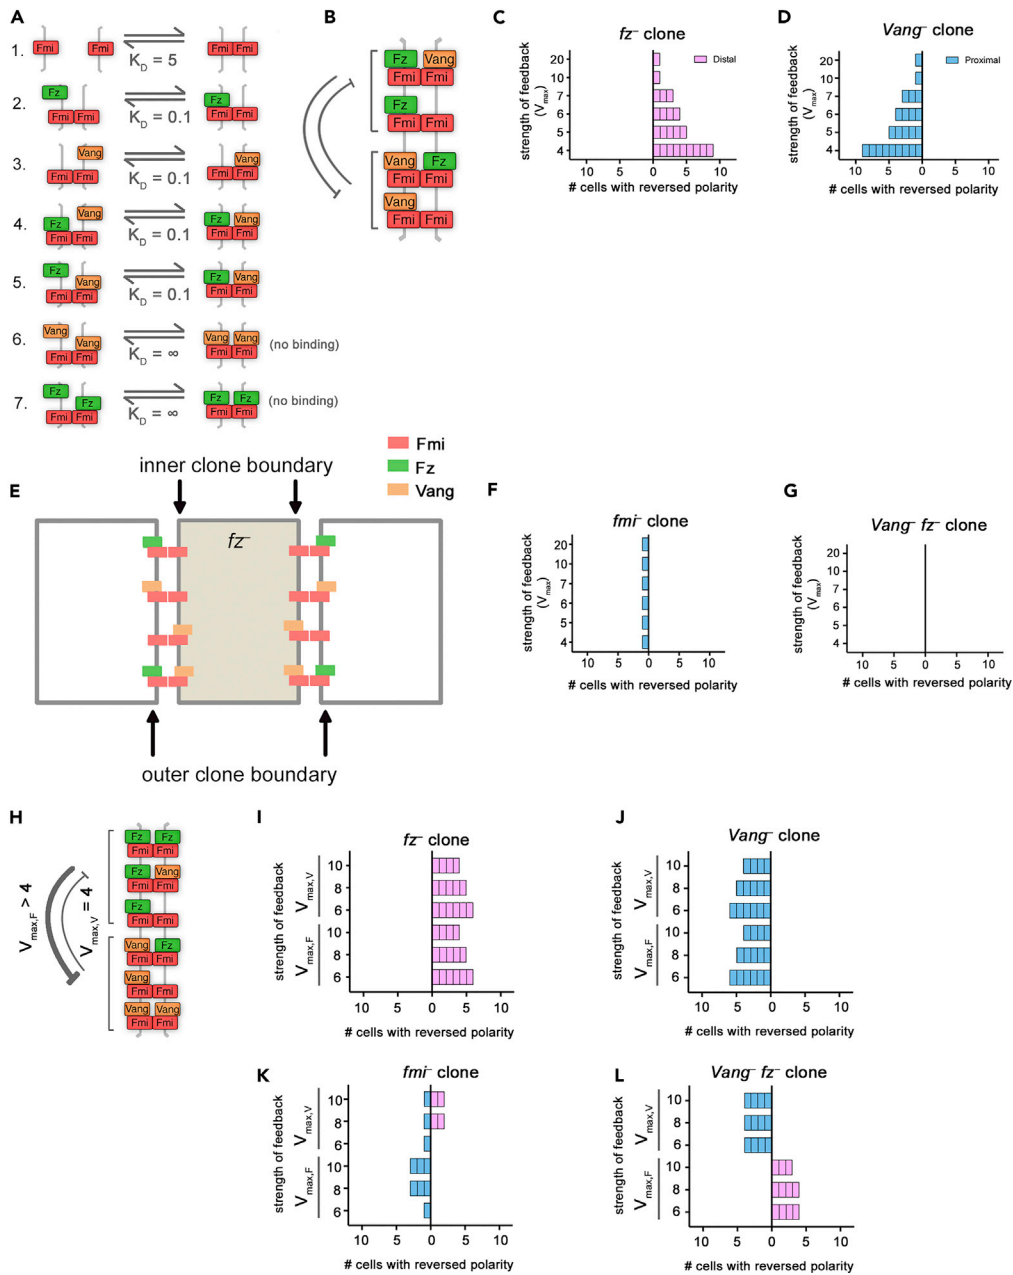 A
1. Fmi Fmi K_D = 5 Fmi Fmi
2. Fz Fmi Fmi K_D = 0.1 Fz Fmi Fmi
3. Vang Fmi Fmi K_D = 0.1 Vang Fmi Fmi
4. Vang Fz Fmi Fmi K_D = 0.1 Fz Vang Fmi Fmi
5. Fz Vang Fmi Fmi K_D = 0.1 Fz Vang Fmi Fmi
6. Vang Vang Fmi Fmi K_D = ∞ Vang Vang Fmi Fmi (no binding)
7. Fz Fz Fmi Fmi K_D = ∞ Fz Fz Fmi Fmi (no binding)
B
Fz Vang
Fmi Fmi
Fz
Fmi Fmi
Vang Fz
Fmi Fmi
Vang
Fmi Fmi
C
fz⁻ clone
Distal
strength of feedback
(V_max)
20
10
7
6
5
4
10 5 0 5 10
# cells with reversed polarity
D
Vang⁻ clone
Proximal
strength of feedback
(V_max)
20
10
7
6
5
4
10 5 0 5 10
# cells with reversed polarity
E
inner clone boundary
Fmi
Fz
Vang
fz⁻
outer clone boundary
F
fmi⁻ clone
strength of feedback
(V_max)
20
10
7
6
5
4
10 5 0 5 10
# cells with reversed polarity
G
Vang⁻ fz⁻ clone
strength of feedback
(V_max)
20
10
7
6
5
4
10 5 0 5 10
# cells with reversed polarity
H
V_max,F > 4
V_max,V = 4
Fz Fz
Fmi Fmi
Fz Vang
Fmi Fmi
Fz
Fmi Fmi
Vang Fz
Fmi Fmi
Vang
Fmi Fmi
Vang Vang
Fmi Fmi
I
fz⁻ clone
strength of feedback
V_max,V
V_max,F
10
8
6
10
8
6
10 5 0 5 10
# cells with reversed polarity
J
Vang⁻ clone
strength of feedback
V_max,V
V_max,F
10
8
6
10
8
6
10 5 0 5 10
# cells with reversed polarity
K
fmi⁻ clone
strength of feedback
V_max,V
V_max,F
10
8
6
10
8
6
10 5 0 5 10
# cells with reversed polarity
L
Vang⁻ fz⁻ clone
strength of feedback
V_max,V
V_max,F
10
8
6
10
8
6
10 5 0 5 10
# cells with reversed polarity